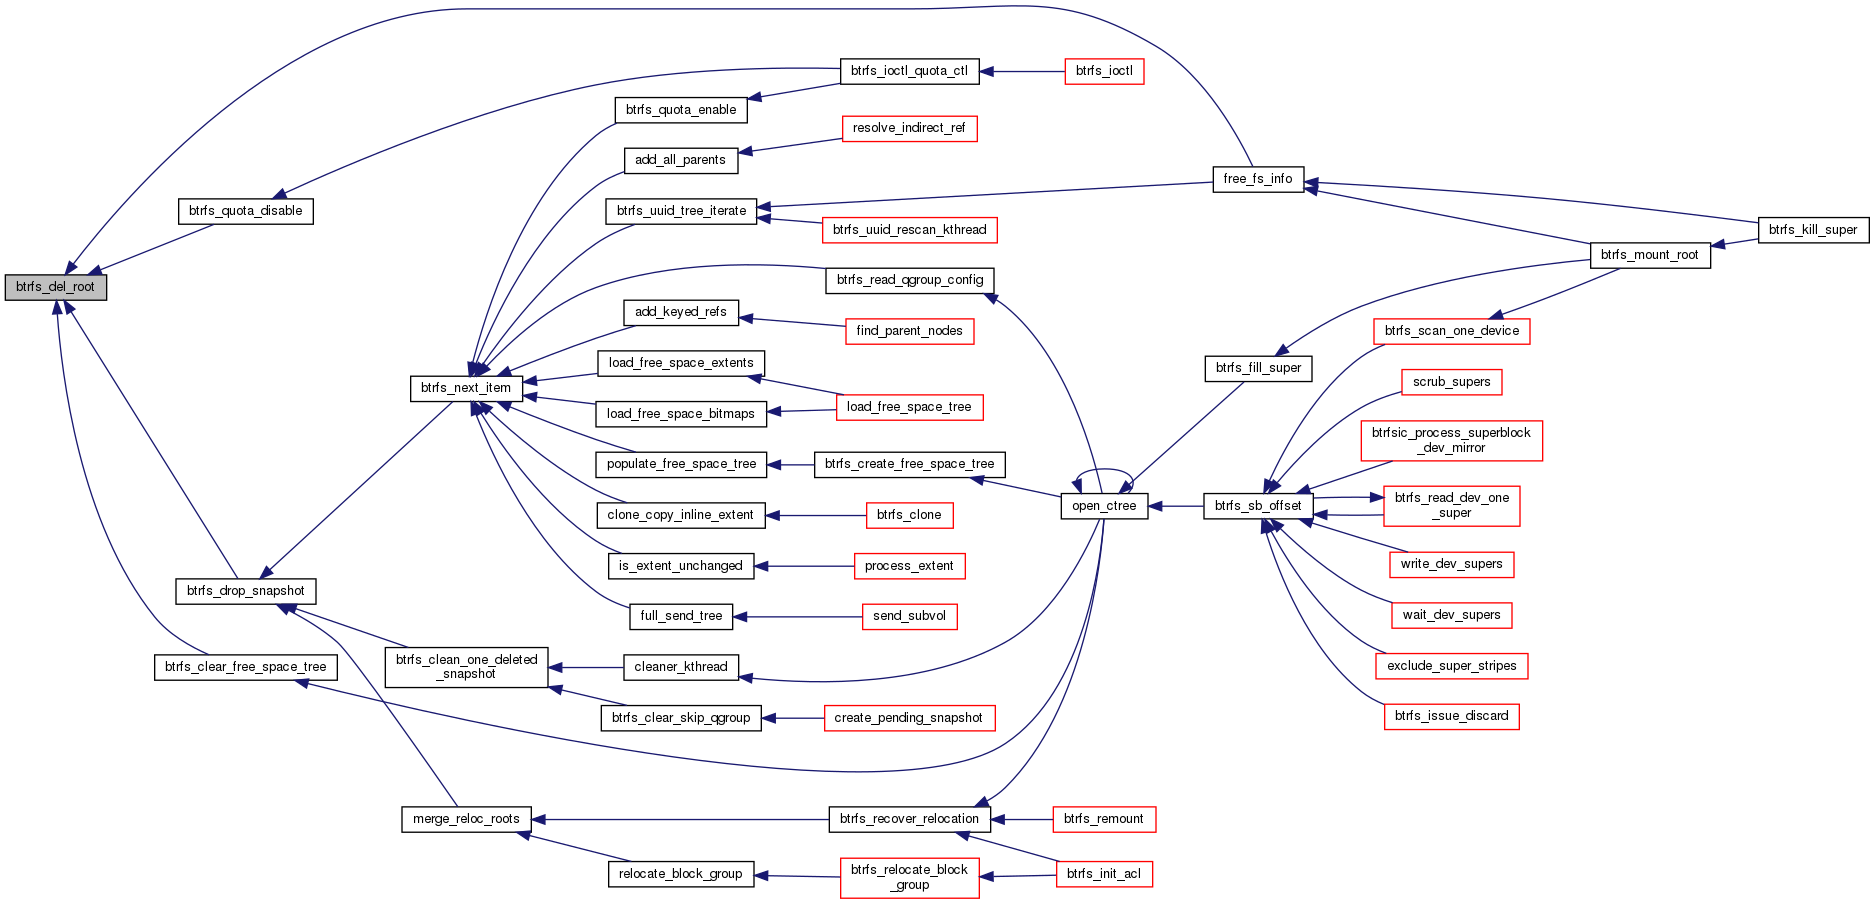 btrfs_del_root
btrfs_quota_disable
btrfs_drop_snapshot
btrfs_clear_free_space_tree
btrfs_next_item
btrfs_clean_one_deleted
_snapshot
merge_reloc_roots
btrfs_quota_enable
add_all_parents
btrfs_uuid_tree_iterate
add_keyed_refs
load_free_space_extents
load_free_space_bitmaps
populate_free_space_tree
clone_copy_inline_extent
is_extent_unchanged
full_send_tree
cleaner_kthread
btrfs_clear_skip_qgroup
relocate_block_group
btrfs_ioctl_quota_ctl
resolve_indirect_ref
btrfs_uuid_rescan_kthread
btrfs_read_qgroup_config
find_parent_nodes
load_free_space_tree
btrfs_create_free_space_tree
btrfs_clone
process_extent
send_subvol
create_pending_snapshot
btrfs_recover_relocation
btrfs_relocate_block
_group
btrfs_ioctl
open_ctree
btrfs_remount
btrfs_init_acl
free_fs_info
btrfs_fill_super
btrfs_sb_offset
btrfs_scan_one_device
scrub_supers
btrfsic_process_superblock
_dev_mirror
btrfs_read_dev_one
_super
write_dev_supers
wait_dev_supers
exclude_super_stripes
btrfs_issue_discard
btrfs_mount_root
btrfs_kill_super